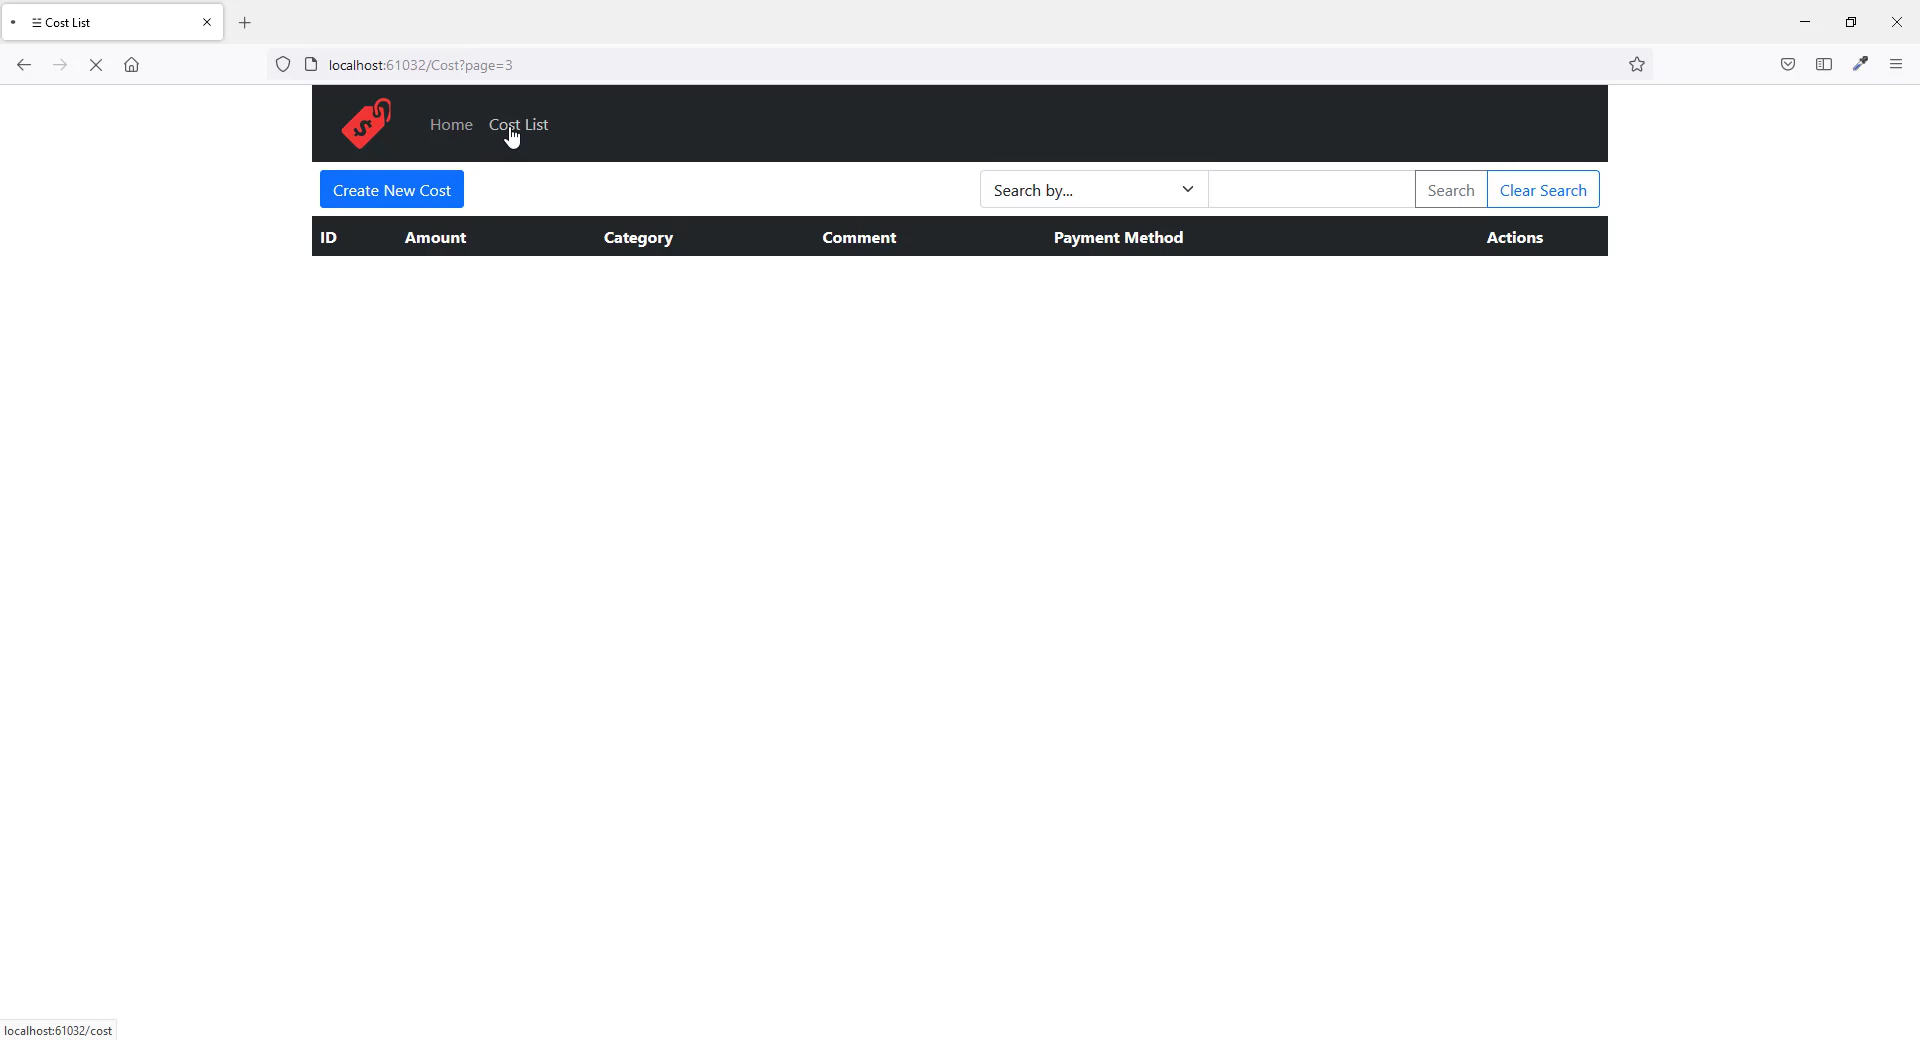 ☵ Cost List
localhost:61032/Cost?page=3
$
Home
Cost List
Create New Cost
Search by...
Search
Clear Search
ID Amount Category Comment Payment Method Actions
localhost:61032/cost